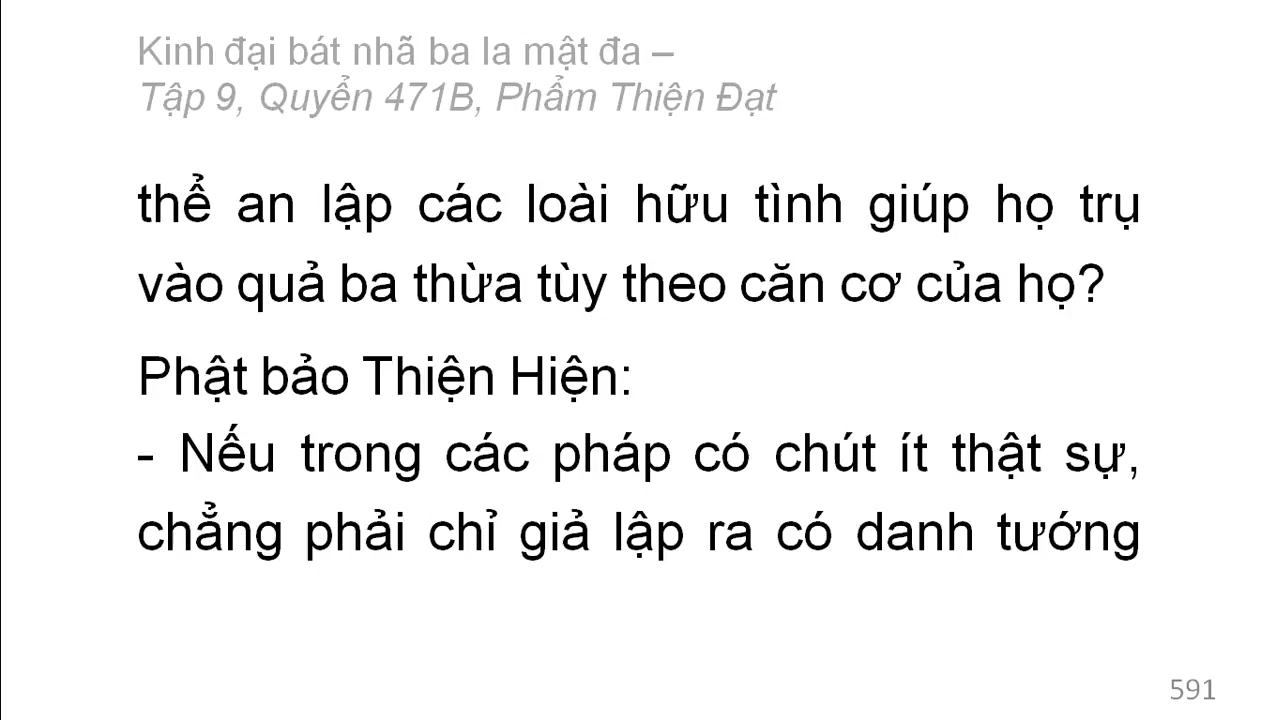 Kinh đại bát nhã ba la mật đa –
Tập 9, Quyển 471B, Phẩm Thiện Đạt
thể an lập các loài hữu tình giúp họ trụ
vào quả ba thừa tùy theo căn cơ của họ?
Phật bảo Thiện Hiện:
- Nếu trong các pháp có chút ít thật sự,
chẳng phải chỉ giả lập ra có danh tướng
591